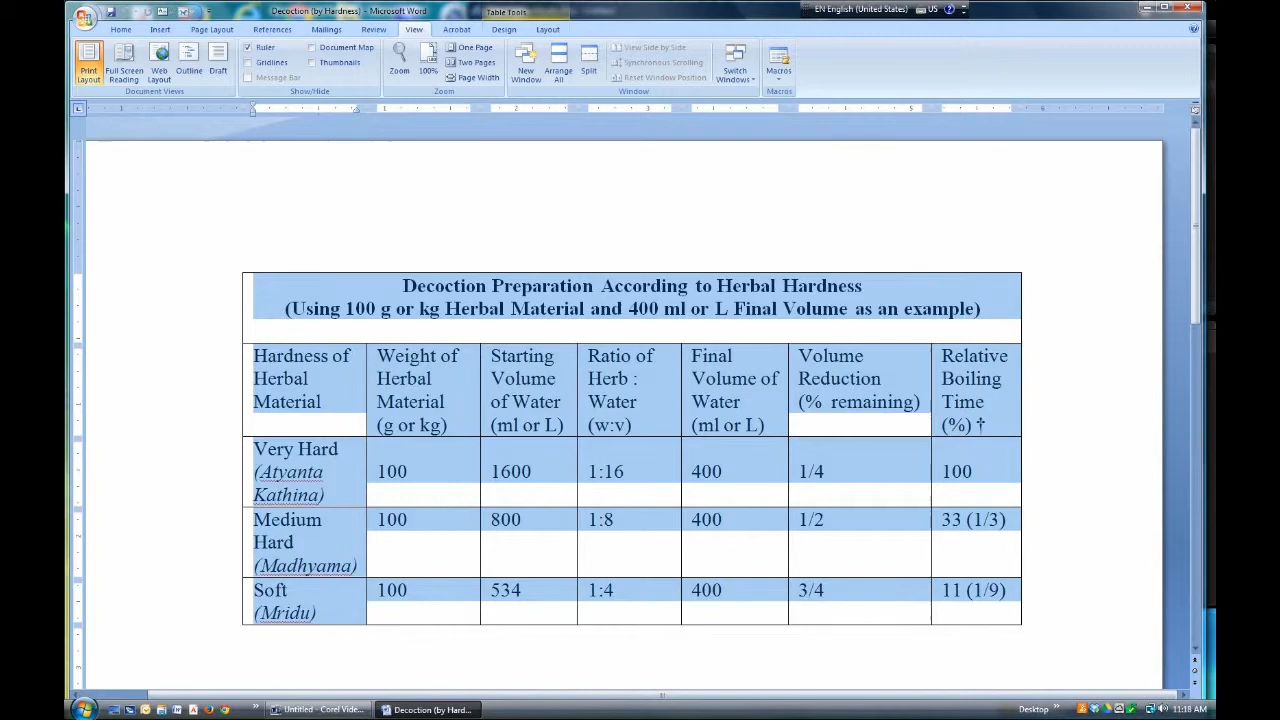 Decoction (by Hardness) - Microsoft Word
Table Tools
EN English (United States)
US
Home Insert Page Layout References Mailings Review View Acrobat Design Layout
Print Layout
Full Screen Reading
Web Layout
Outline
Draft
Document Views
Ruler
Gridlines
Message Bar
Document Map
Thumbnails
Show/Hide
Zoom
100%
One Page
Two Pages
Page Width
Zoom
New Window
Arrange All
Split
View Side by Side
Synchronous Scrolling
Reset Window Position
Switch Windows
Window
Macros
Macros
Decoction Preparation According to Herbal Hardness
(Using 100 g or kg Herbal Material and 400 ml or L Final Volume as an example)
Hardness of Herbal Material
Weight of Herbal Material (g or kg)
Starting Volume of Water (ml or L)
Ratio of Herb : Water (w:v)
Final Volume of Water (ml or L)
Volume Reduction (% remaining)
Relative Boiling Time (%) †
Very Hard (Atyanta Kathina)
100 1600 1:16 400 1/4 100
Medium Hard (Madhyama)
100 800 1:8 400 1/2 33 (1/3)
Soft (Mridu)
100 534 1:4 400 3/4 11 (1/9)
Untitled - Corel Vide...
Decoction (by Hard...
Desktop
11:18 AM